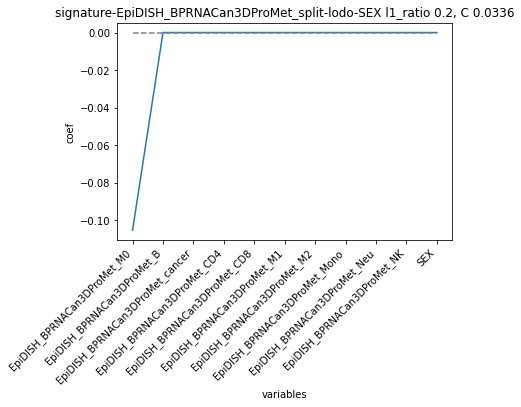 signature-EpiDISH_BPRNACan3DProMet_split-lodo-SEX l1_ratio 0.2, C 0.0336
0.00
−0.02
−0.04
−0.06
−0.08
−0.10
coef
EpiDISH_BPRNACan3DProMet_M0
EpiDISH_BPRNACan3DProMet_B
EpiDISH_BPRNACan3DProMet_cancer
EpiDISH_BPRNACan3DProMet_CD4
EpiDISH_BPRNACan3DProMet_CD8
EpiDISH_BPRNACan3DProMet_M1
EpiDISH_BPRNACan3DProMet_M2
EpiDISH_BPRNACan3DProMet_Mono
EpiDISH_BPRNACan3DProMet_Neu
EpiDISH_BPRNACan3DProMet_NK
SEX
variables